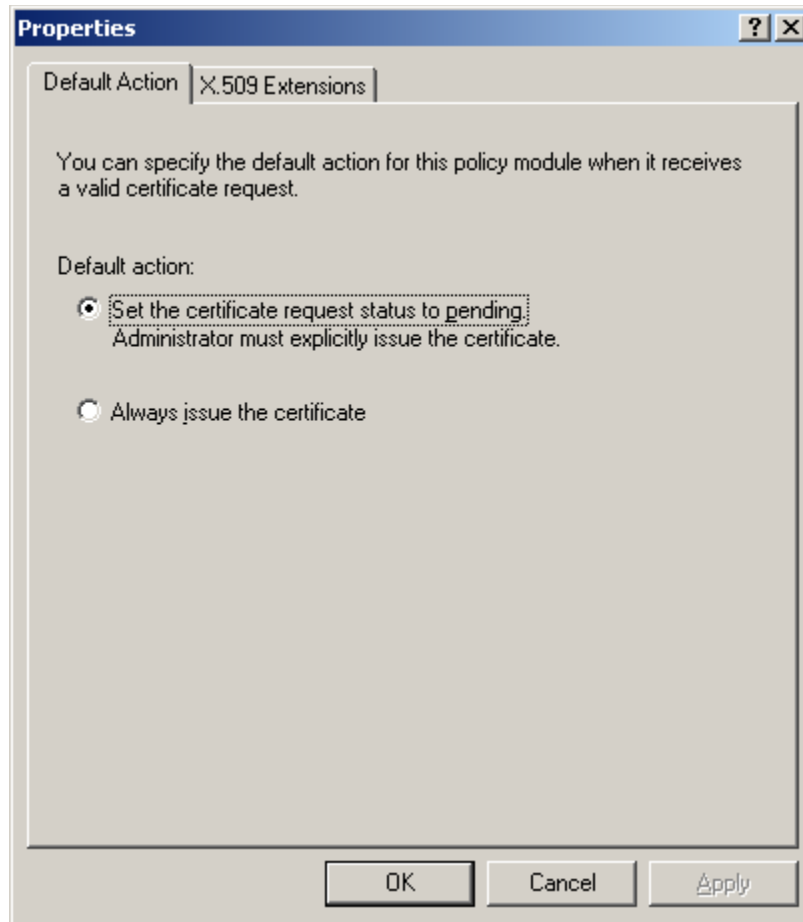 Properties
Default Action
X.509 Extensions
You can specify the default action for this policy module when it receives
a valid certificate request.
Default action:
Set the certificate request status to pending.
Administrator must explicitly issue the certificate.
Always issue the certificate
OK
Cancel
Apply